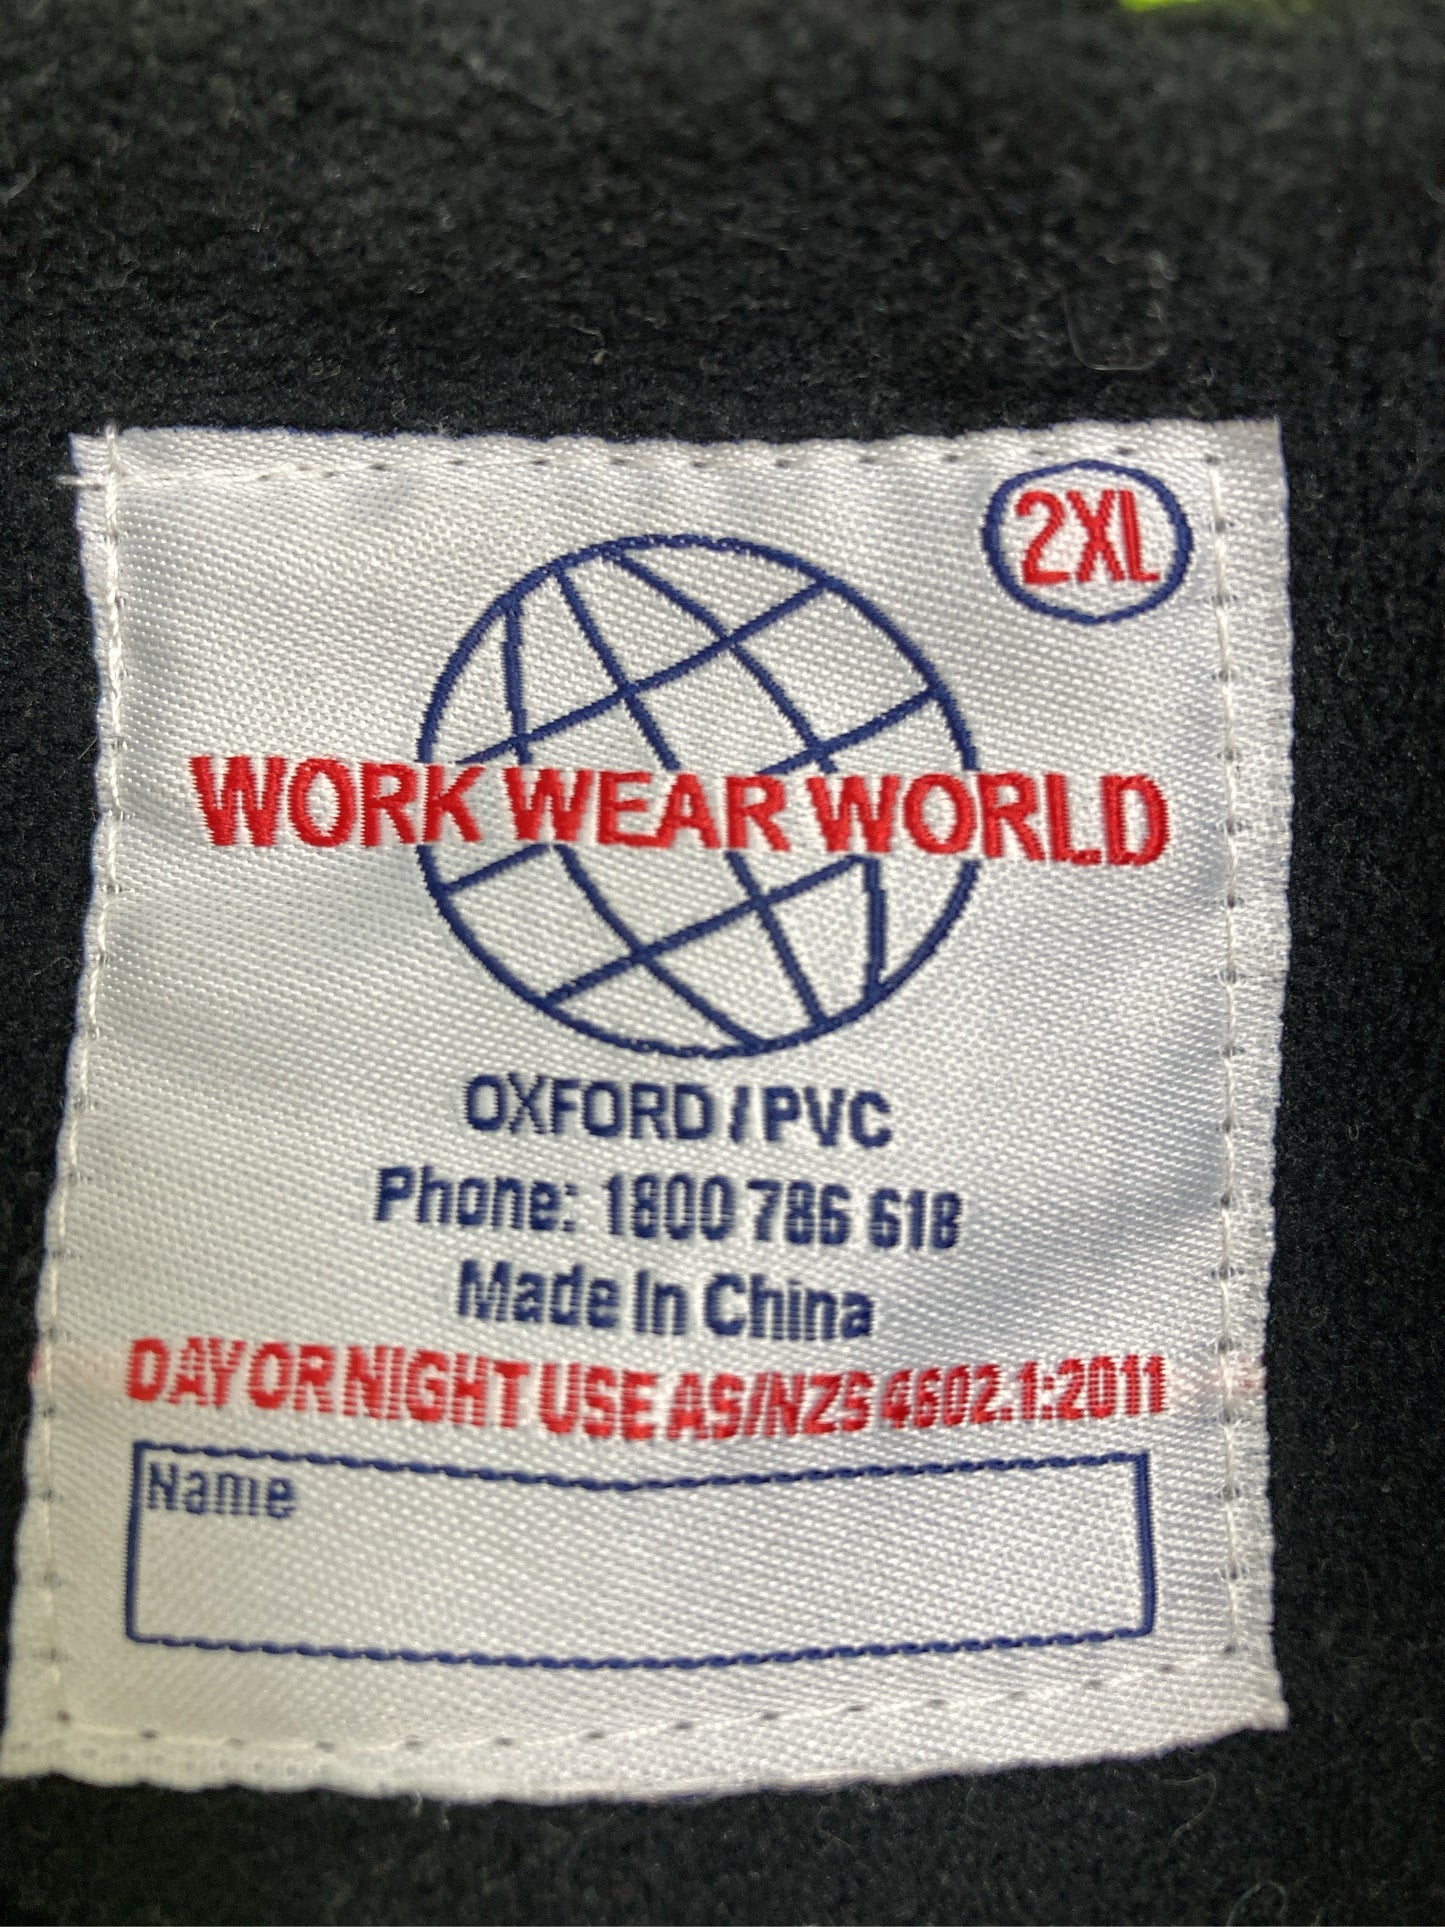 2XL
WORK WEAR WORLD
OXFORD / PVC
Phone: 1800 786 618
Made In China
DAY OR NIGHT USE AS/NZS 4602.1:2011
Name